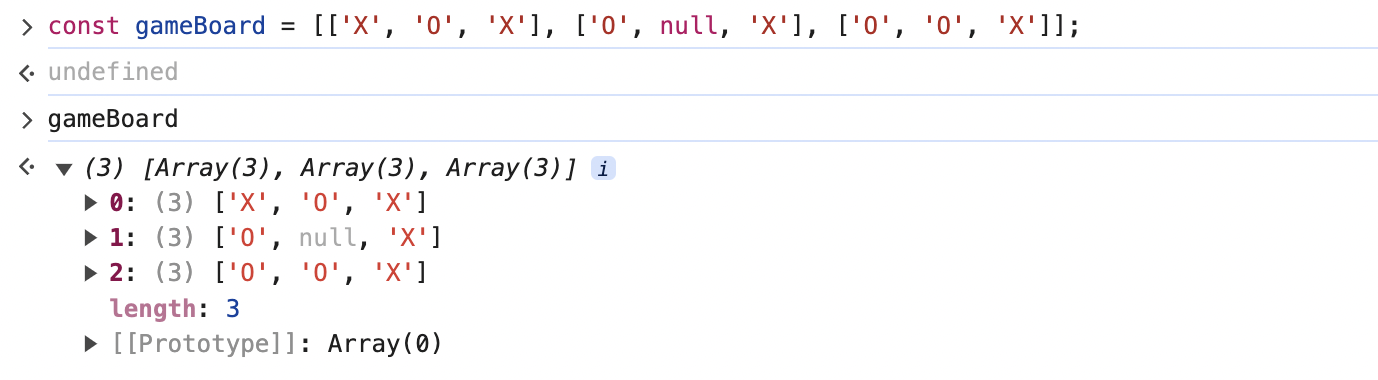 > const gameBoard = [['X', 'O', 'X'], ['O', null, 'X'], ['O', 'O', 'X']];
undefined
> gameBoard
▼ (3) [Array(3), Array(3), Array(3)] i
▶ 0: (3) ['X', 'O', 'X']
▶ 1: (3) ['O', null, 'X']
▶ 2: (3) ['O', 'O', 'X']
length: 3
▶ [[Prototype]]: Array(0)